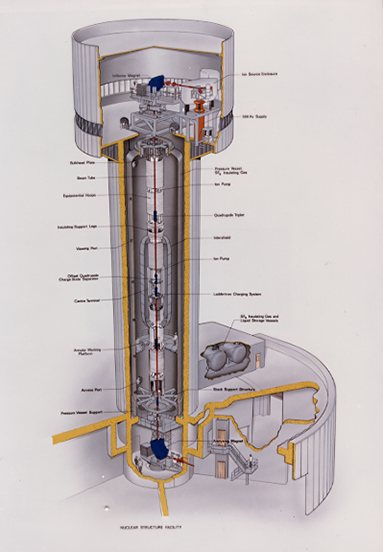 Inflector Magnet
Ion Source Enclosure
500 Kv Supply
Bulkhead Plate
Beam Tube
Equipotential Hoops
Pressure Vessel
SF6 Insulating Gas
Ion Pump
Quadrupole Triplet
Insulating Support Legs
Viewing Port
Intershield
Ion Pump
Offset Quadrupole
Charge State Separator
Centre Terminal
Laddertron Charging System
SF6 Insulating Gas and
Liquid Storage Vessels
Annular Working
Platform
Access Port
Stack Support Structure
Pressure Vessel Support
Analysing Magnet
NUCLEAR STRUCTURE FACILITY